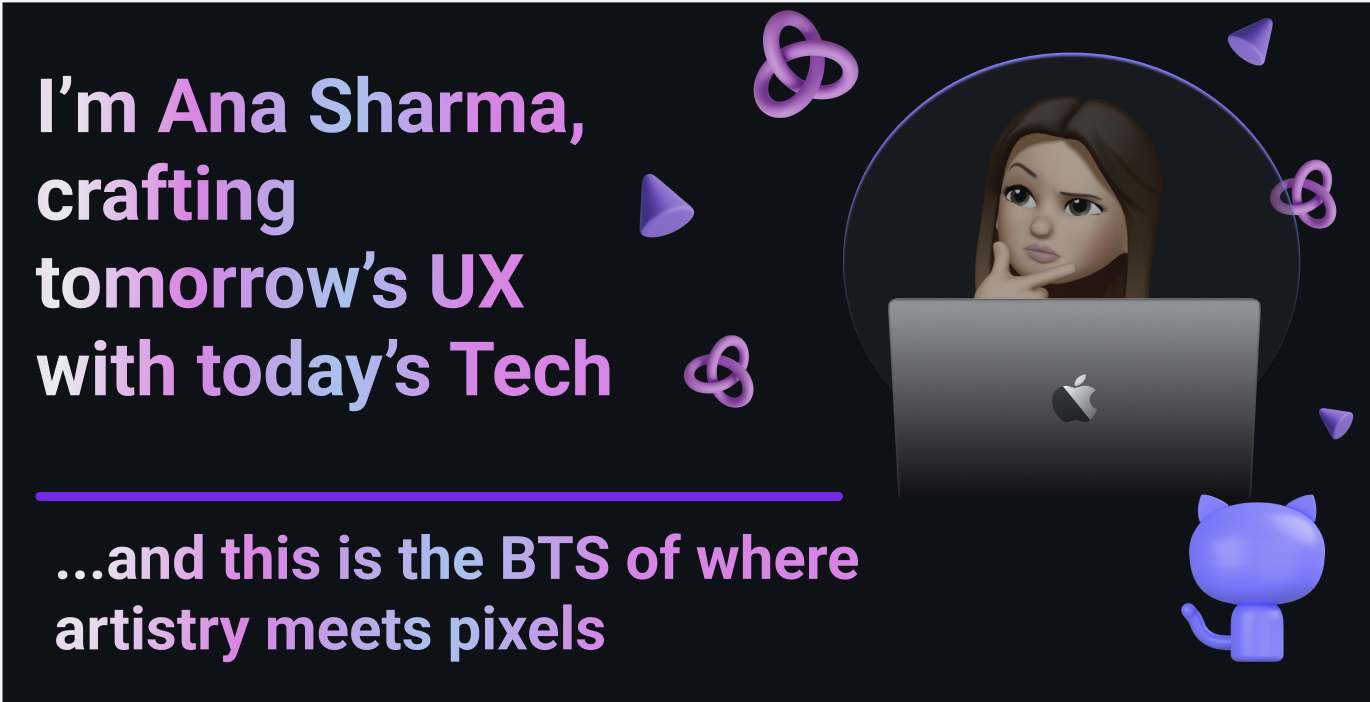 I’m Ana Sharma,
crafting
tomorrow’s UX
with today’s Tech
...and this is the BTS of where
artistry meets pixels